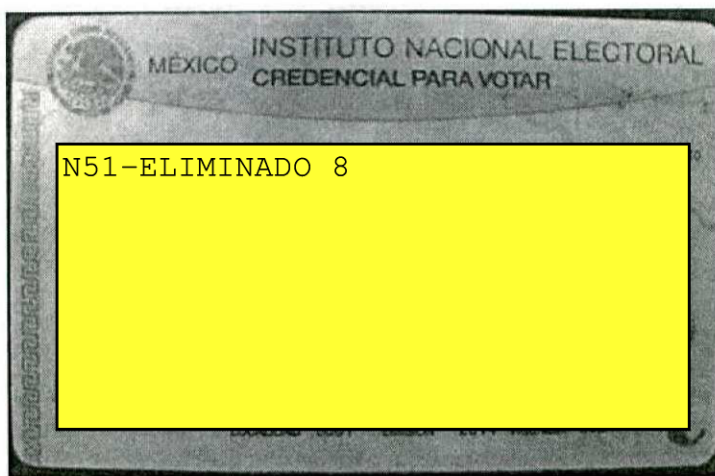 MÉXICO INSTITUTO NACIONAL ELECTORAL
CREDENCIAL PARA VOTAR
N51-ELIMINADO 8